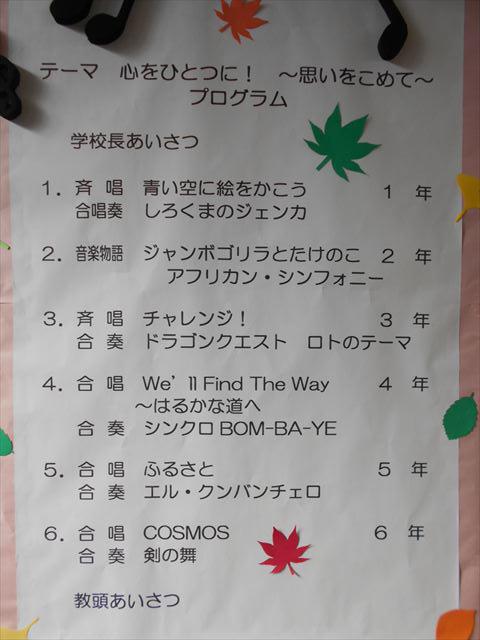 テーマ　心をひとつに！　～思いをこめて～
プログラム
学校長あいさつ
1．斉　唱　青い空に絵をかこう　1　年
合唱奏　しろくまのジェンカ
2．音楽物語　ジャンボゴリラとたけのこ　2　年
アフリカン・シンフォニー
3．斉　唱　チャレンジ！　3　年
合　奏　ドラゴンクエスト　ロトのテーマ
4．合　唱　We’ll Find The Way　4　年
～はるかな道へ
合　奏　シンクロ BOM-BA-YE
5．合　唱　ふるさと　5　年
合　奏　エル・クンバンチェロ
6．合　唱　COSMOS　6　年
合　奏　剣の舞
教頭あいさつ